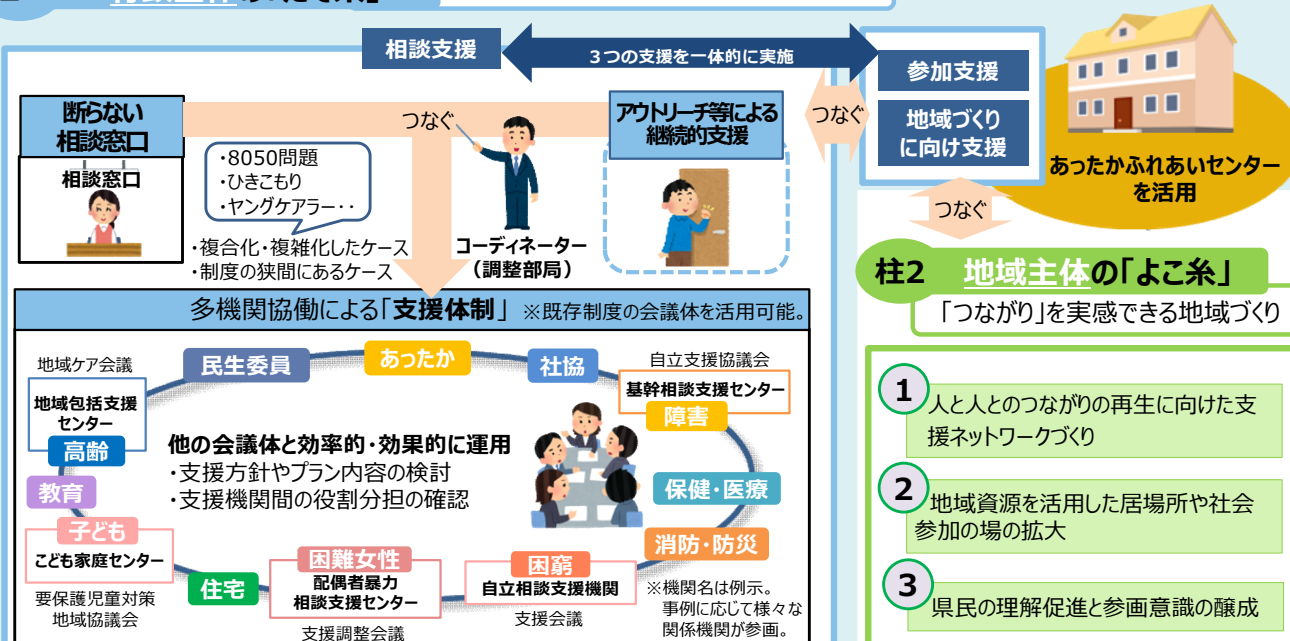 相談支援
3つの支援を一体的に実施
参加支援
地域づくり
に向け支援
あったかふれあいセンター
を活用
断らない
相談窓口
相談窓口
つなぐ
・8050問題
・ひきこもり
・ヤングケアラー・・
・複合化・複雑化したケース
・制度の狭間にあるケース
コーディネーター
(調整部局)
アウトリーチ等による
継続的支援
つなぐ
つなぐ
多機関協働による「支援体制」 ※既存制度の会議体を活用可能。
地域ケア会議
地域包括支援
センター
高齢
民生委員
あったか
社協
自立支援協議会
基幹相談支援センター
障害
他の会議体と効率的・効果的に運用
・支援方針やプラン内容の検討
・支援機関間の役割分担の確認
教育
保健・医療
子ども
こども家庭センター
要保護児童対策
地域協議会
住宅
困難女性
配偶者暴力
相談支援センター
支援調整会議
困窮
自立相談支援機関
支援会議
消防・防災
※機関名は例示。
事例に応じて様々な
関係機関が参画。
柱2 地域主体の「よこ糸」
「つながり」を実感できる地域づくり
1
人と人とのつながりの再生に向けた支
援ネットワークづくり
2
地域資源を活用した居場所や社会
参加の場の拡大
3
県民の理解促進と参画意識の醸成